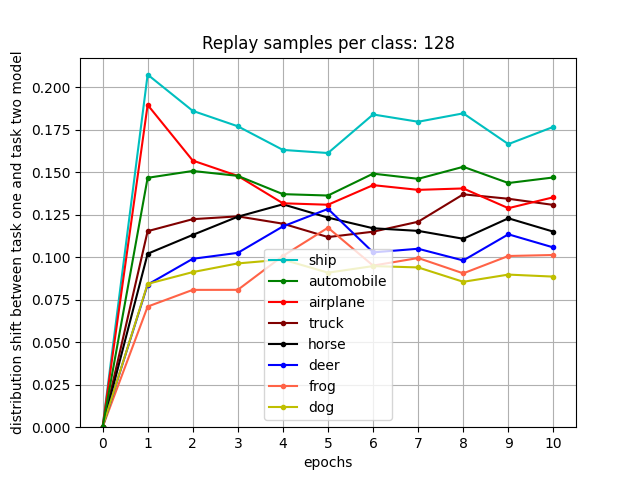 Replay samples per class: 128
distribution shift between task one and task two model
0.200
0.175
0.150
0.125
0.100
0.075
0.050
0.025
0.000
ship
automobile
airplane
truck
horse
deer
frog
dog
0 1 2 3 4 5 6 7 8 9 10
epochs